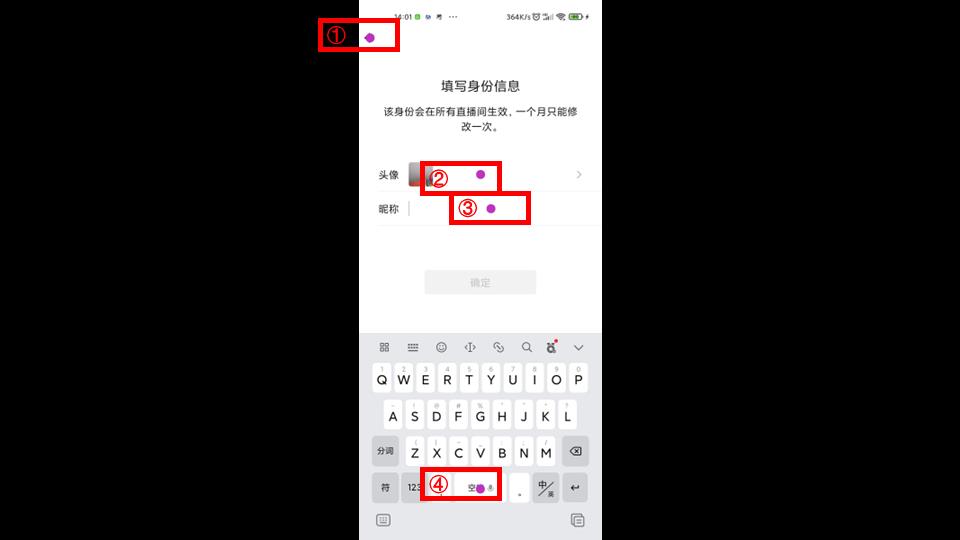 14:01
364K/s
①
填写身份信息
该身份会在所有直播间生效，一个月只能修
改一次。
头像
②
昵称
③
确定
1 2 3 4 5 6 7 8 9 0
Q W E R T Y U I O P
A S D F G H J K L
分词 Z X C V B N M
符 123 ④ 空 。 中/英